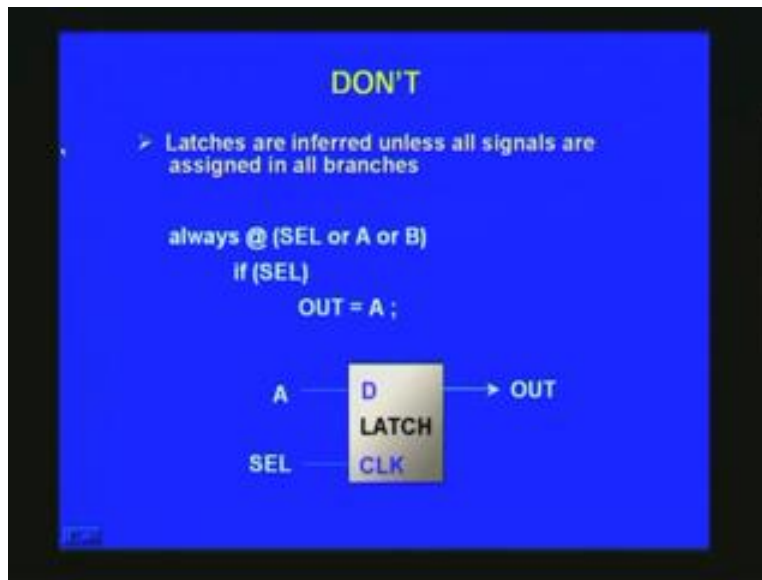 DON'T
➢ Latches are inferred unless all signals are
assigned in all branches
always @ (SEL or A or B)
if (SEL)
OUT = A ;
A
D
OUT
LATCH
SEL
CLK